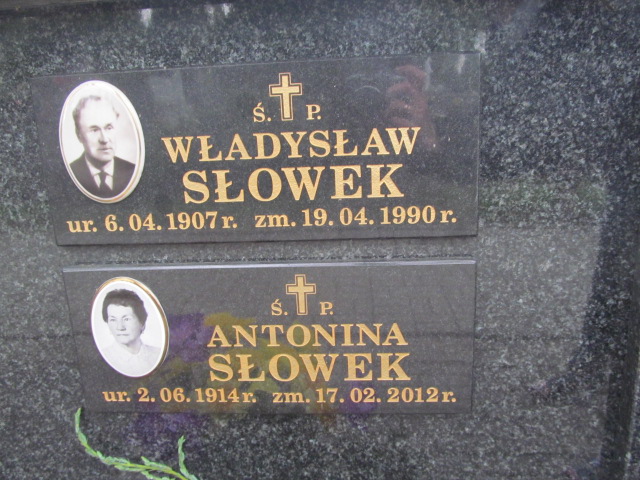 Ś. P.
WŁADYSŁAW
SŁOWEK
ur. 6.04.1907 r. zm. 19.04.1990 r.
Ś. P.
ANTONINA
SŁOWEK
ur. 2.06.1914 r. zm. 17.02.2012 r.